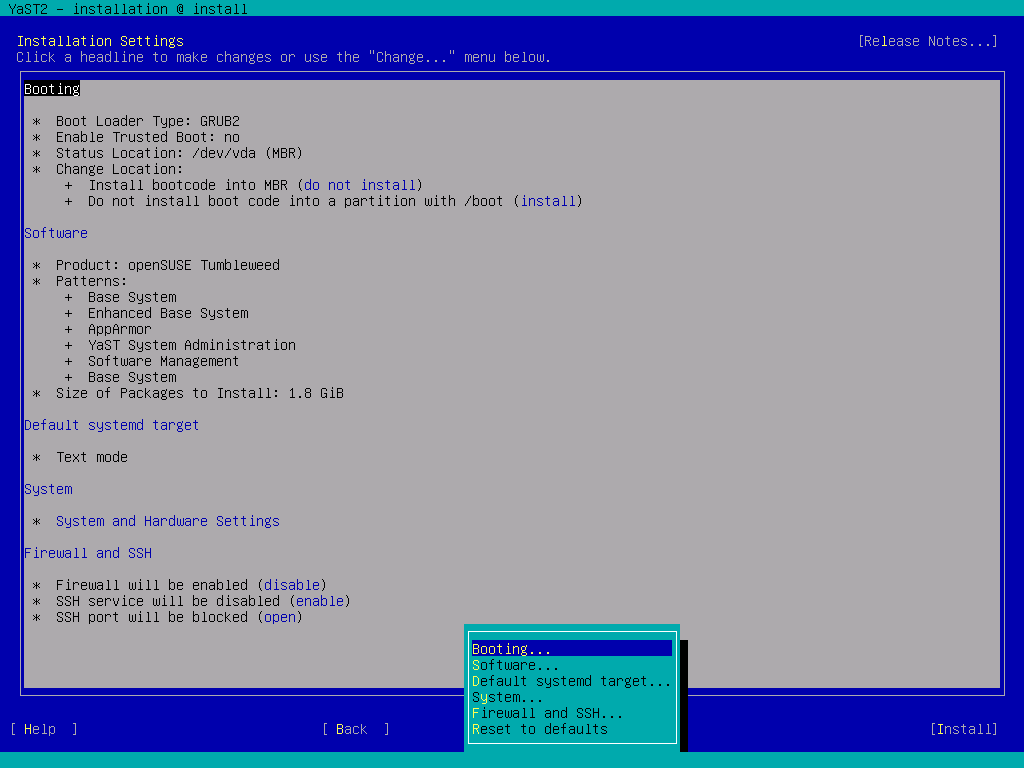 YaST2 - installation @ install
Installation Settings [Release Notes...]
Click a headline to make changes or use the "Change..." menu below.
Booting
* Boot Loader Type: GRUB2
* Enable Trusted Boot: no
* Status Location: /dev/vda (MBR)
* Change Location:
+ Install bootcode into MBR (do not install)
+ Do not install boot code into a partition with /boot (install)
Software
* Product: openSUSE Tumbleweed
* Patterns:
+ Base System
+ Enhanced Base System
+ AppArmor
+ YaST System Administration
+ Software Management
+ Base System
* Size of Packages to Install: 1.8 GiB
Default systemd target
* Text mode
System
* System and Hardware Settings
Firewall and SSH
* Firewall will be enabled (disable)
* SSH service will be disabled (enable)
* SSH port will be blocked (open)
Booting...
Software...
Default systemd target...
System...
Firewall and SSH...
Reset to defaults
[ Help ] [ Back ] [Install]